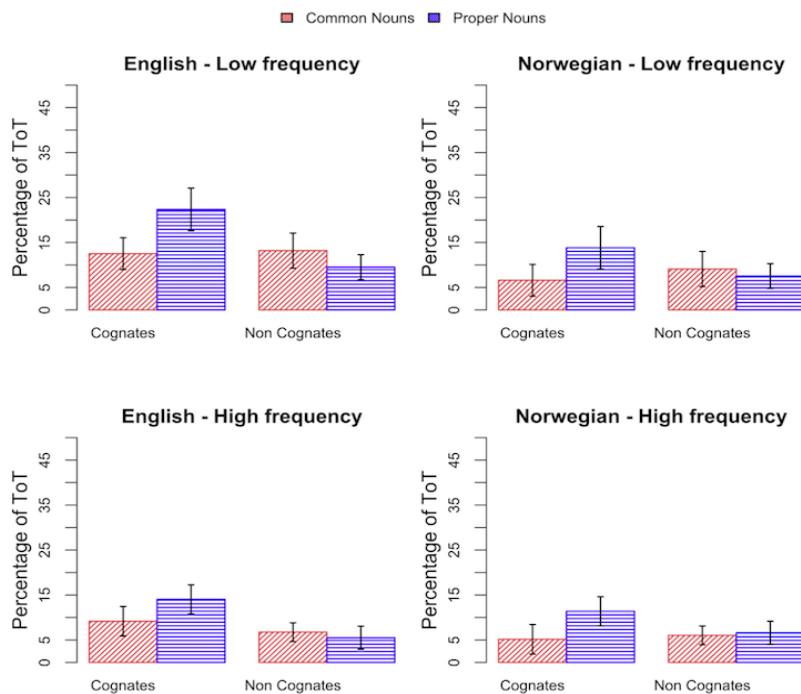 Common Nouns Proper Nouns
English - Low frequency
Percentage of ToT
45
35
25
15
5
0
Cognates Non Cognates
Norwegian - Low frequency
Percentage of ToT
45
35
25
15
5
0
Cognates Non Cognates
English - High frequency
Percentage of ToT
45
35
25
15
5
0
Cognates Non Cognates
Norwegian - High frequency
Percentage of ToT
45
35
25
15
5
0
Cognates Non Cognates